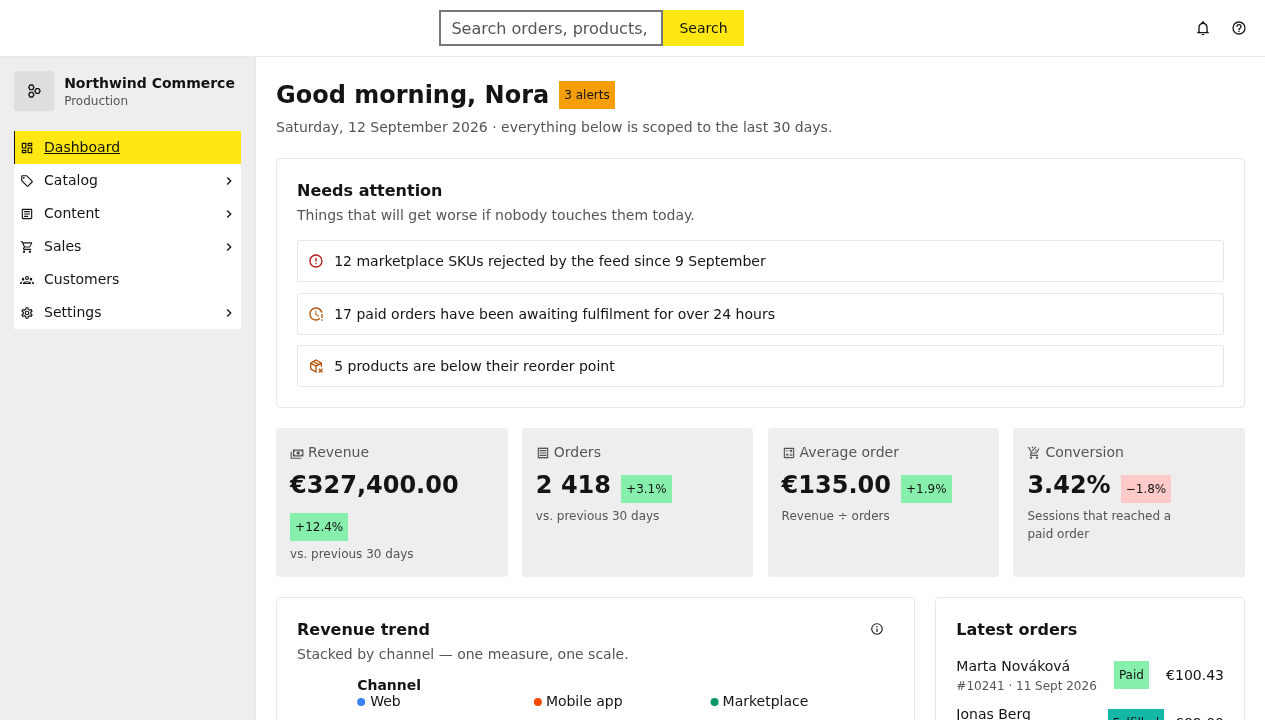 Search orders, products,
Search
Northwind Commerce
Production
Dashboard
Catalog
Content
Sales
Customers
Settings
Good morning, Nora
3 alerts
Saturday, 12 September 2026 · everything below is scoped to the last 30 days.
Needs attention
Things that will get worse if nobody touches them today.
12 marketplace SKUs rejected by the feed since 9 September
17 paid orders have been awaiting fulfilment for over 24 hours
5 products are below their reorder point
Revenue
€327,400.00
+12.4%
vs. previous 30 days
Orders
2 418 +3.1%
vs. previous 30 days
Average order
€135.00 +1.9%
Revenue ÷ orders
Conversion
3.42% −1.8%
Sessions that reached a
paid order
Revenue trend
Stacked by channel — one measure, one scale.
Channel
Web
Mobile app
Marketplace
Latest orders
Marta Nováková
#10241 · 11 Sept 2026
Paid
€100.43
Jonas Berg